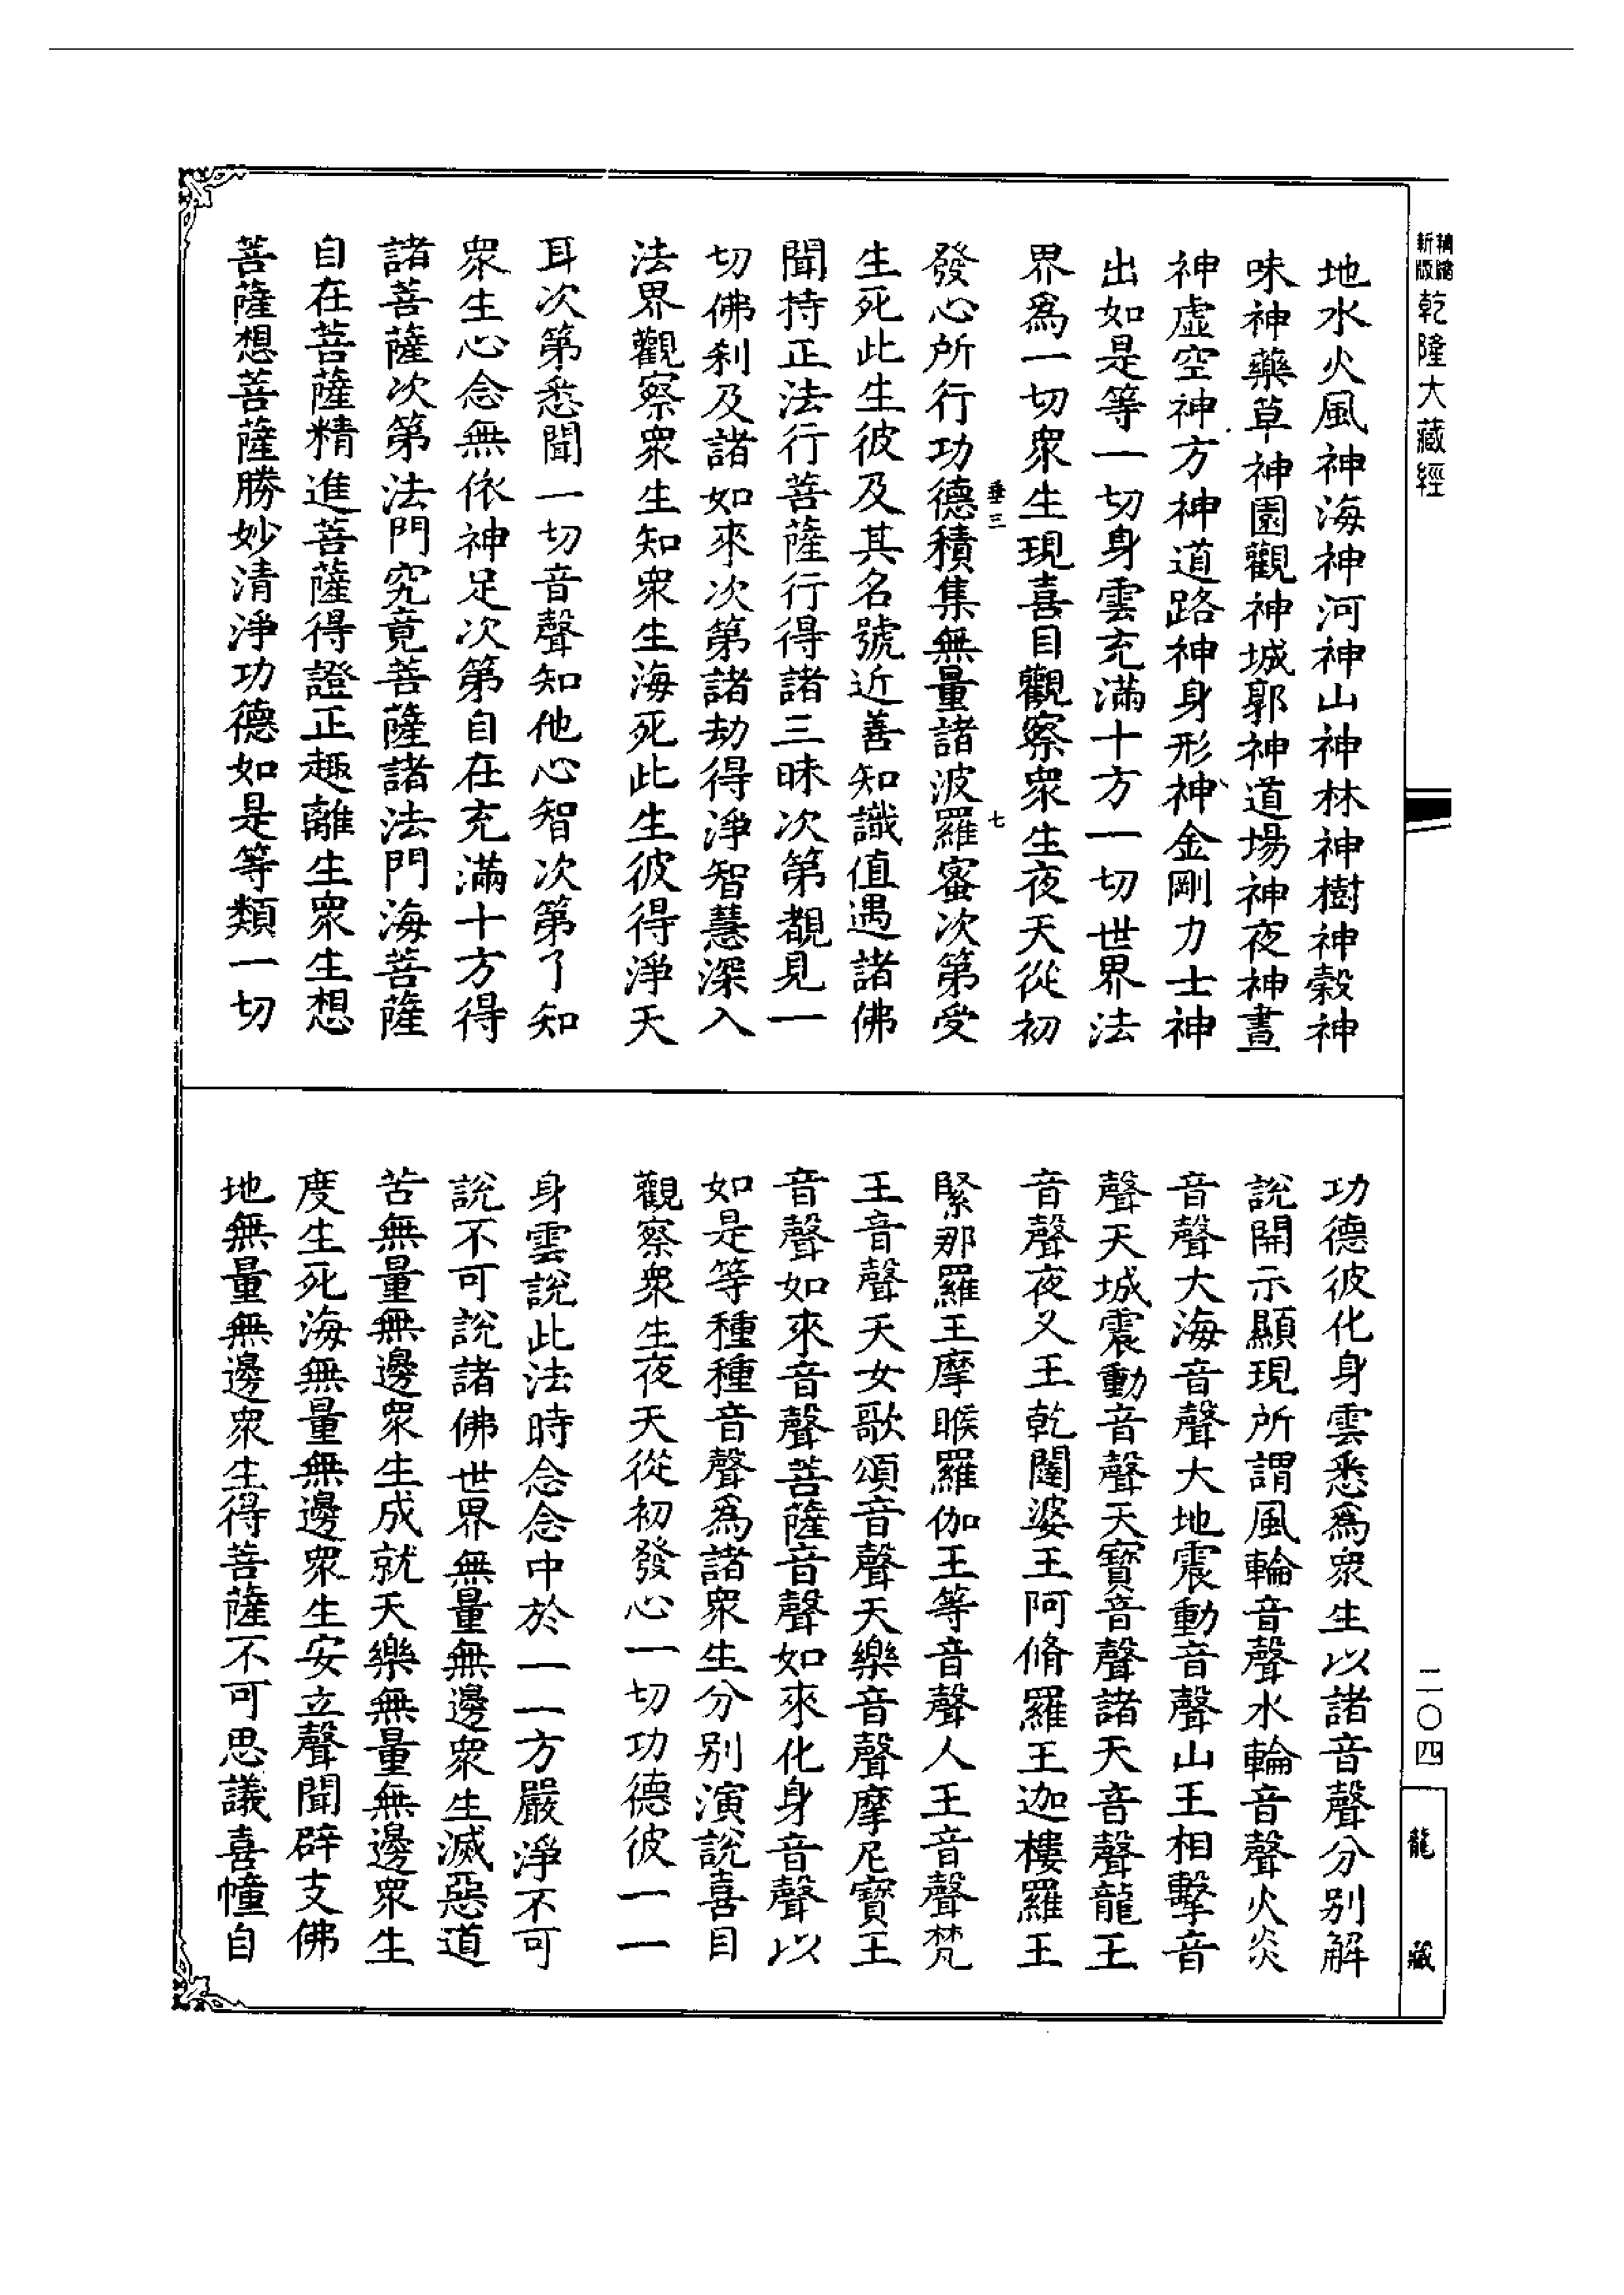 新版
精縮
乾隆大藏經
地水火風神海神河神山神林神樹神穀神
味神藥草神園觀神城郭神道場神夜神晝
神虛空神方神道路神身形神金剛力士神
出如是等一切身雲充滿十方一切世界法
界爲一切衆生現喜目觀察衆生夜天從初
垂三
七
發心所行功德積集無量諸波羅蜜次第受
生死此生彼及其名號近善知識值遇諸佛
聞持正法行菩薩行得諸三昧次第覩見一
切佛刹及諸如來次第諸劫得淨智慧深入
法界觀察衆生知衆生海死此生彼得淨天
耳次第悉聞一切音聲知他心智次第了知
衆生心念無依神足次第自在充滿十方得
諸菩薩次第法門究竟菩薩諸法門海菩薩
自在菩薩精進菩薩得證正趣離生衆生想
菩薩想菩薩勝妙清淨功德如是等類一切
功德彼化身雲悉爲衆生以諸音聲分别解
說開示顯現所謂風輪音聲水輪音聲火炎
音聲大海音聲大地震動音聲山王相擊音
聲天城震動音聲天寶音聲諸天音聲龍王
音聲夜叉王乾闥婆王阿脩羅王迦樓羅王
緊那羅王摩睺羅伽王等音聲人王音聲梵
王音聲天女歌頌音聲天樂音聲摩尼寶王
音聲如來音聲菩薩音聲如來化身音聲以
如是等種種音聲爲諸衆生分别演說喜目
觀察衆生夜天從初發心一切功德彼一一
身雲說此法時念念中於一一方嚴淨不可
說不可說諸佛世界無量無邊衆生滅惡道
苦無量無邊衆生成就天樂無量無邊衆生
度生死海無量無邊衆生安立聲聞辟支佛
地無量無邊衆生得菩薩不可思議喜幢自
二〇四
龍藏